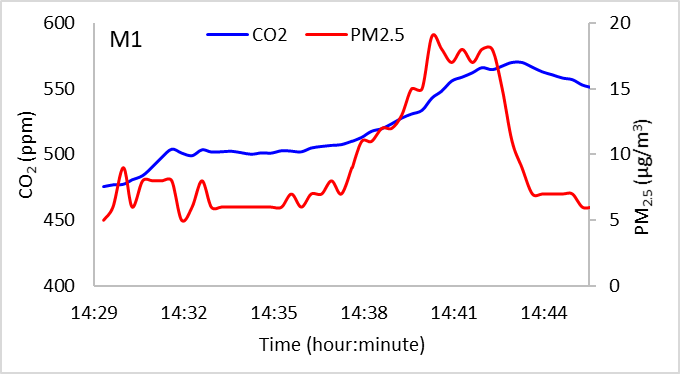 M1
CO2
PM2.5
600
550
500
450
400
CO₂ (ppm)
20
15
10
5
0
PM₂.₅ (µg/m³)
14:29 14:32 14:35 14:38 14:41 14:44
Time (hour:minute)